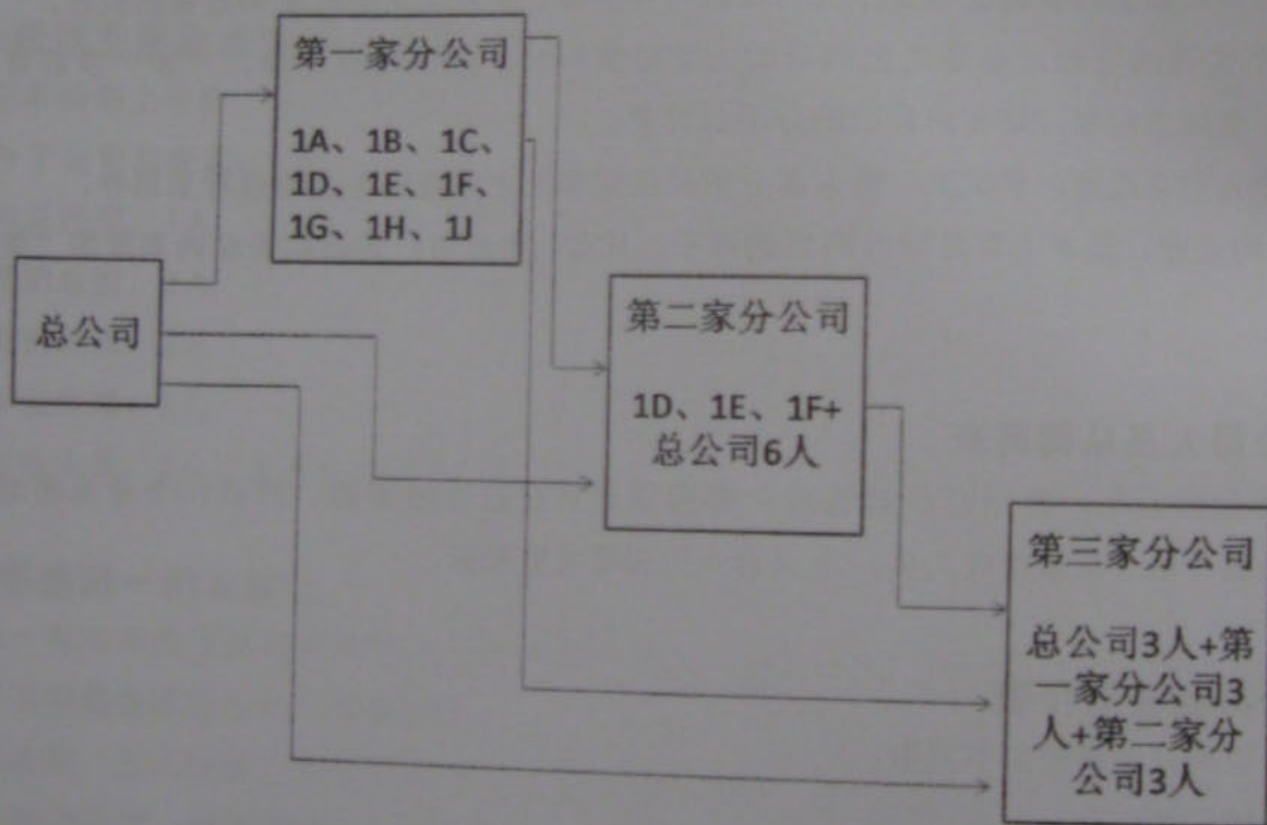 第一家分公司
1A、1B、1C、
1D、1E、1F、
1G、1H、1J
总公司
第二家分公司
1D、1E、1F+
总公司6人
第三家分公司
总公司3人+第
一家分公司3
人+第二家分
公司3人